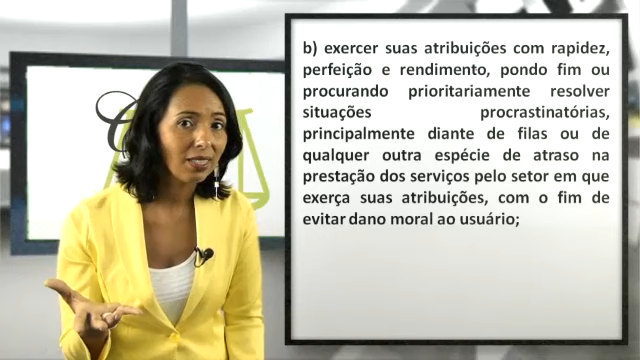 b) exercer suas atribuições com rapidez,
perfeição e rendimento, pondo fim ou
procurando prioritariamente resolver
situações procrastinatórias,
principalmente diante de filas ou de
qualquer outra espécie de atraso na
prestação dos serviços pelo setor em que
exerça suas atribuições, com o fim de
evitar dano moral ao usuário;